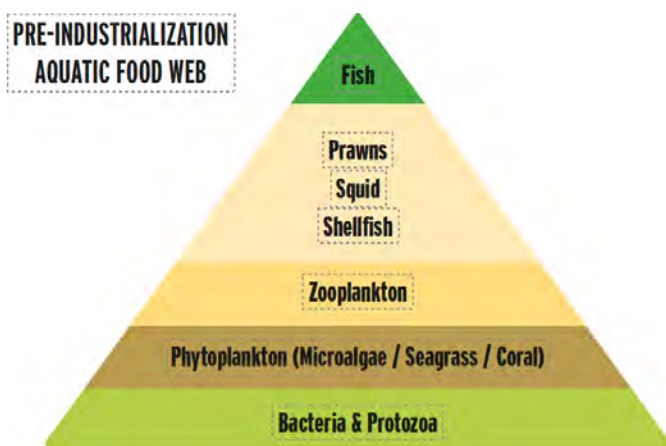 PRE-INDUSTRIALIZATION
AQUATIC FOOD WEB
Fish
Prawns
Squid
Shellfish
Zooplankton
Phytoplankton (Microalgae / Seagrass / Coral)
Bacteria & Protozoa